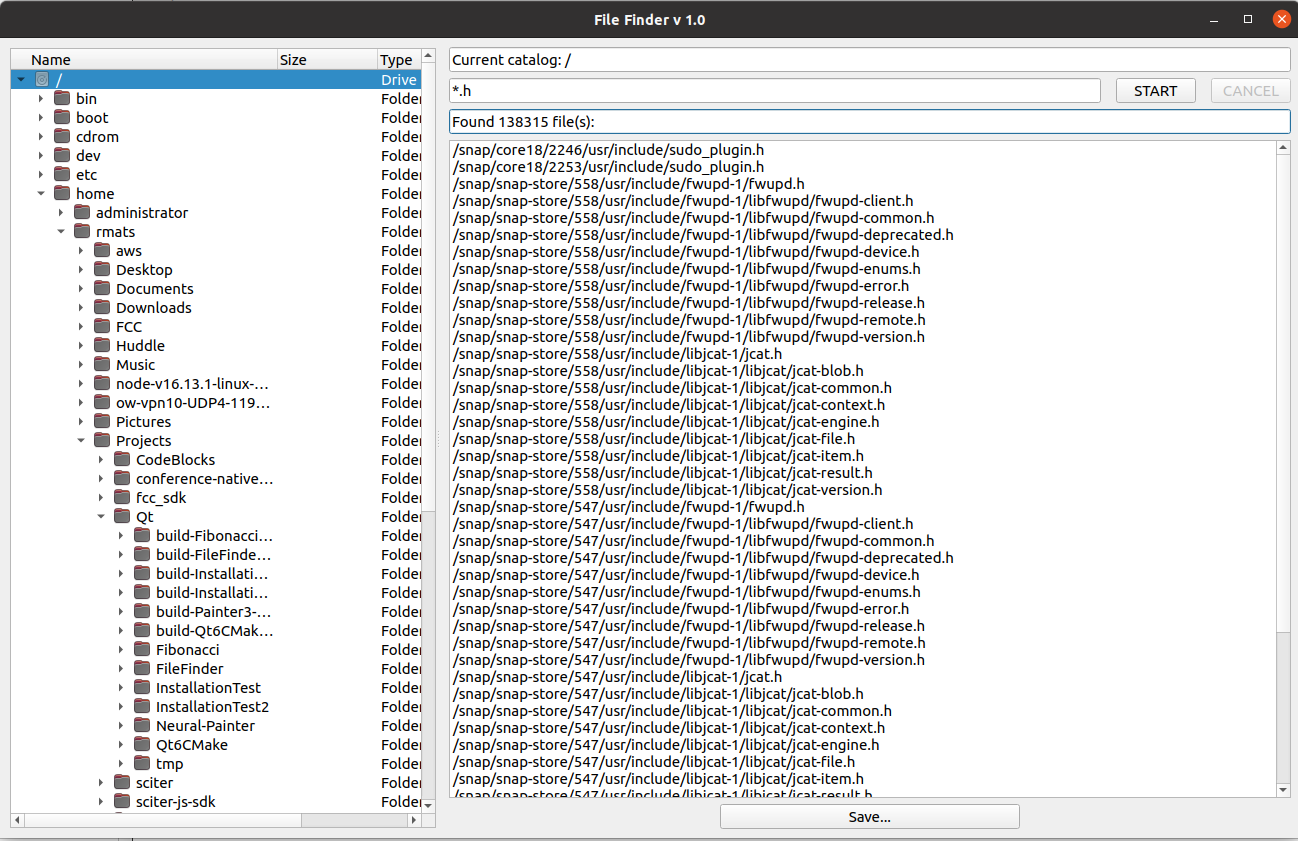 File Finder v 1.0
Name Size Type
/ Drive
bin Folder
boot Folder
cdrom Folder
dev Folder
etc Folder
home Folder
administrator Folder
rmats Folder
aws Folder
Desktop Folder
Documents Folder
Downloads Folder
FCC Folder
Huddle Folder
Music Folder
node-v16.13.1-linux-... Folder
ow-vpn10-UDP4-119... Folder
Pictures Folder
Projects Folder
CodeBlocks Folder
conference-native... Folder
fcc_sdk Folder
Qt Folder
build-Fibonacci... Folder
build-FileFinde... Folder
build-Installati... Folder
build-Installati... Folder
build-Painter3-... Folder
build-Qt6CMak... Folder
Fibonacci Folder
FileFinder Folder
InstallationTest Folder
InstallationTest2 Folder
Neural-Painter Folder
Qt6CMake Folder
tmp Folder
sciter Folder
sciter-js-sdk Folder
Current catalog: /
*.h START CANCEL
Found 138315 file(s):
/snap/core18/2246/usr/include/sudo_plugin.h
/snap/core18/2253/usr/include/sudo_plugin.h
/snap/snap-store/558/usr/include/fwupd-1/fwupd.h
/snap/snap-store/558/usr/include/fwupd-1/libfwupd/fwupd-client.h
/snap/snap-store/558/usr/include/fwupd-1/libfwupd/fwupd-common.h
/snap/snap-store/558/usr/include/fwupd-1/libfwupd/fwupd-deprecated.h
/snap/snap-store/558/usr/include/fwupd-1/libfwupd/fwupd-device.h
/snap/snap-store/558/usr/include/fwupd-1/libfwupd/fwupd-enums.h
/snap/snap-store/558/usr/include/fwupd-1/libfwupd/fwupd-error.h
/snap/snap-store/558/usr/include/fwupd-1/libfwupd/fwupd-release.h
/snap/snap-store/558/usr/include/fwupd-1/libfwupd/fwupd-remote.h
/snap/snap-store/558/usr/include/fwupd-1/libfwupd/fwupd-version.h
/snap/snap-store/558/usr/include/libjcat-1/jcat.h
/snap/snap-store/558/usr/include/libjcat-1/libjcat/jcat-blob.h
/snap/snap-store/558/usr/include/libjcat-1/libjcat/jcat-common.h
/snap/snap-store/558/usr/include/libjcat-1/libjcat/jcat-context.h
/snap/snap-store/558/usr/include/libjcat-1/libjcat/jcat-engine.h
/snap/snap-store/558/usr/include/libjcat-1/libjcat/jcat-file.h
/snap/snap-store/558/usr/include/libjcat-1/libjcat/jcat-item.h
/snap/snap-store/558/usr/include/libjcat-1/libjcat/jcat-result.h
/snap/snap-store/558/usr/include/libjcat-1/libjcat/jcat-version.h
/snap/snap-store/547/usr/include/fwupd-1/fwupd.h
/snap/snap-store/547/usr/include/fwupd-1/libfwupd/fwupd-client.h
/snap/snap-store/547/usr/include/fwupd-1/libfwupd/fwupd-common.h
/snap/snap-store/547/usr/include/fwupd-1/libfwupd/fwupd-deprecated.h
/snap/snap-store/547/usr/include/fwupd-1/libfwupd/fwupd-device.h
/snap/snap-store/547/usr/include/fwupd-1/libfwupd/fwupd-enums.h
/snap/snap-store/547/usr/include/fwupd-1/libfwupd/fwupd-error.h
/snap/snap-store/547/usr/include/fwupd-1/libfwupd/fwupd-release.h
/snap/snap-store/547/usr/include/fwupd-1/libfwupd/fwupd-remote.h
/snap/snap-store/547/usr/include/fwupd-1/libfwupd/fwupd-version.h
/snap/snap-store/547/usr/include/libjcat-1/jcat.h
/snap/snap-store/547/usr/include/libjcat-1/libjcat/jcat-blob.h
/snap/snap-store/547/usr/include/libjcat-1/libjcat/jcat-common.h
/snap/snap-store/547/usr/include/libjcat-1/libjcat/jcat-context.h
/snap/snap-store/547/usr/include/libjcat-1/libjcat/jcat-engine.h
/snap/snap-store/547/usr/include/libjcat-1/libjcat/jcat-file.h
/snap/snap-store/547/usr/include/libjcat-1/libjcat/jcat-item.h
/snap/snap-store/547/usr/include/libjcat-1/libjcat/jcat-result.h
Save...